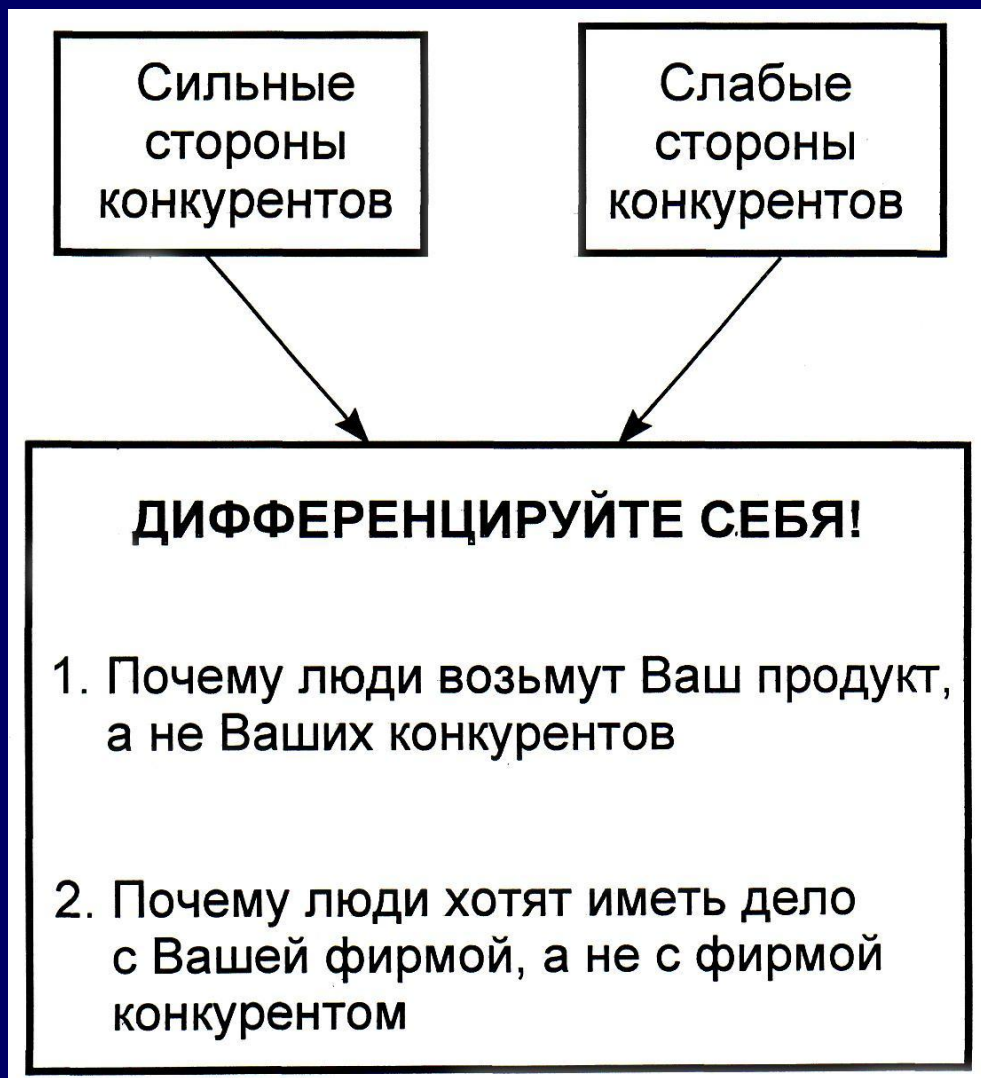 Сильные
стороны
конкурентов
Слабые
стороны
конкурентов
ДИФФЕРЕНЦИРУЙТЕ СЕБЯ!
1. Почему люди возьмут Ваш продукт,
а не Ваших конкурентов
2. Почему люди хотят иметь дело
с Вашей фирмой, а не с фирмой
конкурентом